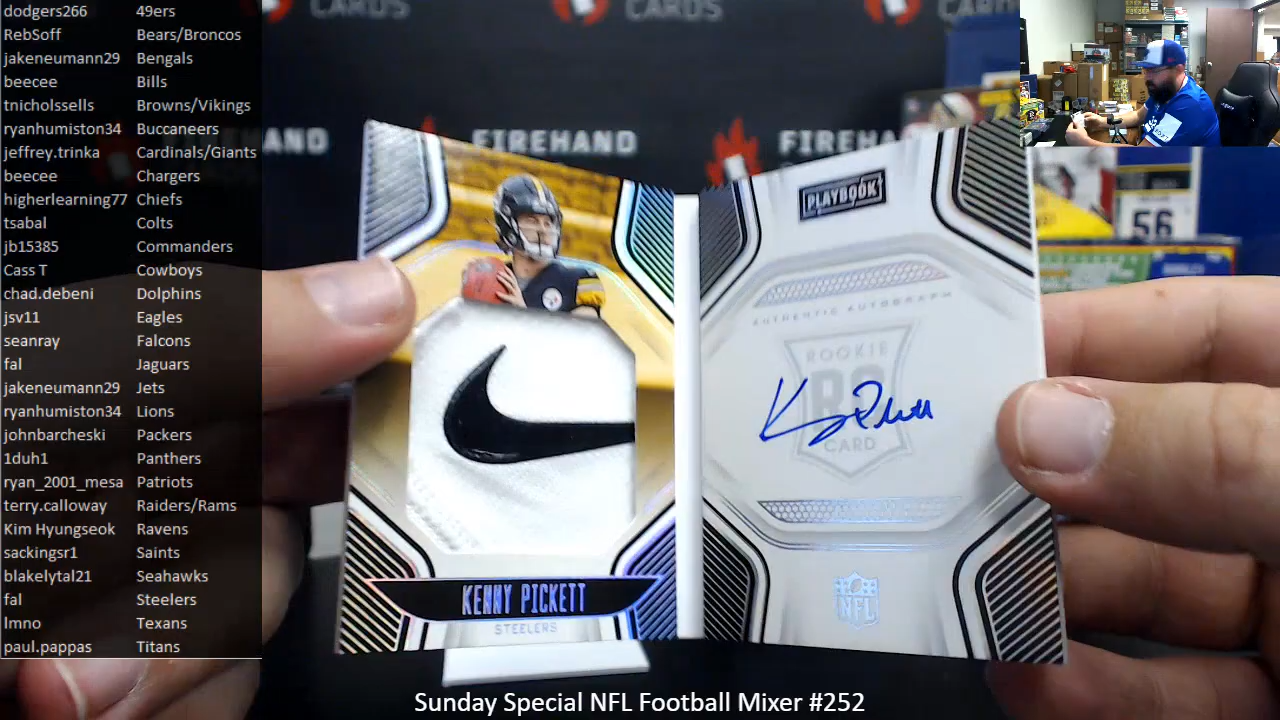 dodgers266 49ers
RebSoff Bears/Broncos
jakeneumann29 Bengals
beecee Bills
tnicholssells Browns/Vikings
ryanhumiston34 Buccaneers
jeffrey.trinka Cardinals/Giants
beecee Chargers
higherlearning77 Chiefs
tsabal Colts
jb15385 Commanders
Cass T Cowboys
chad.debeni Dolphins
jsv11 Eagles
seanray Falcons
fal Jaguars
jakeneumann29 Jets
ryanhumiston34 Lions
johnbarcheski Packers
1duh1 Panthers
ryan_2001_mesa Patriots
terry.calloway Raiders/Rams
Kim Hyungseok Ravens
sackingsr1 Saints
blakelytal21 Seahawks
fal Steelers
lmno Texans
paul.pappas Titans
CARDS
CARDS
FIREHAND
FIREHAND
PLAYBOOK
AUTHENTIC AUTOGRAPH
ROOKIE
RC
CARD
KENNY PICKETT
STEELERS
NFL
56
Sunday Special NFL Football Mixer #252